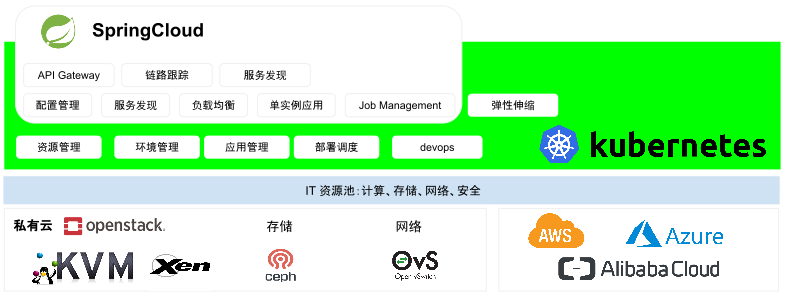 SpringCloud
API Gateway 链路跟踪 服务发现
配置管理 服务发现 负载均衡 单实例应用 Job Management 弹性伸缩
资源管理 环境管理 应用管理 部署调度 devops
kubernetes
IT 资源池：计算、存储、网络、安全
私有云 openstack. 存储 网络
KVM Xen ceph OvS
Open vSwitch
AWS Azure
Alibaba Cloud